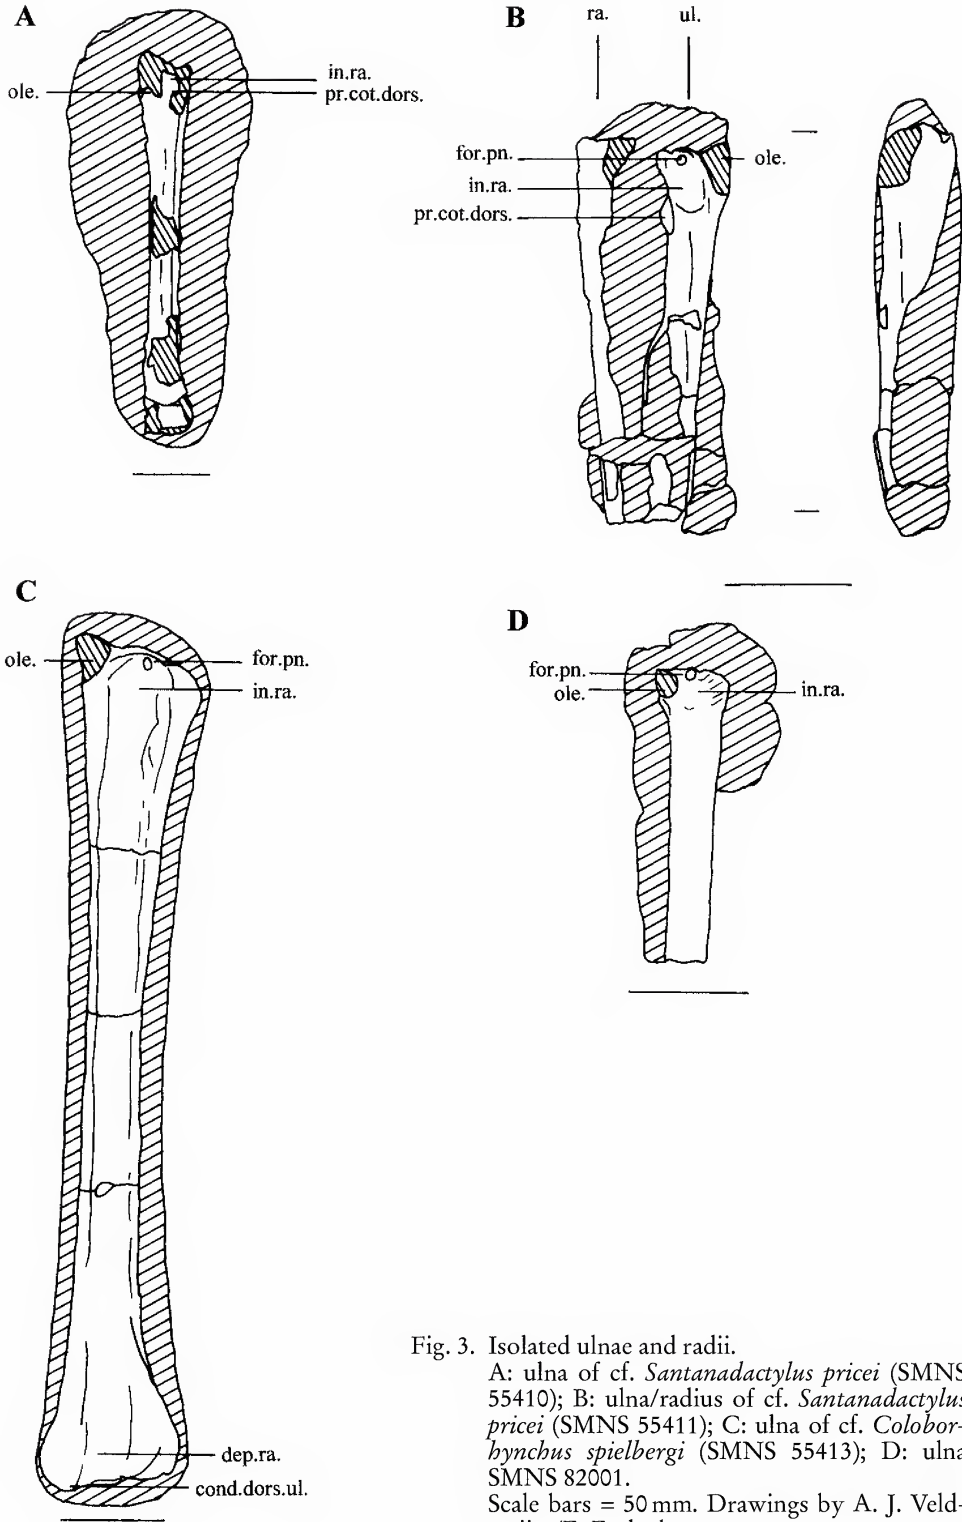 A
ole.
in.ra.
pr.cot.dors.
B
ra.
ul.
for.pn.
in.ra.
pr.cot.dors.
ole.
C
ole.
for.pn.
in.ra.
dep.ra.
cond.dors.ul.
D
for.pn.
ole.
in.ra.
Fig. 3. Isolated ulnae and radii.
A: ulna of cf. Santanadactylus pricei (SMNS
55410); B: ulna/radius of cf. Santanadactylus
pricei (SMNS 55411); C: ulna of cf. Colobor-
hynchus spielbergi (SMNS 55413); D: ulna
SMNS 82001.
Scale bars = 50 mm. Drawings by A. J. Veld-